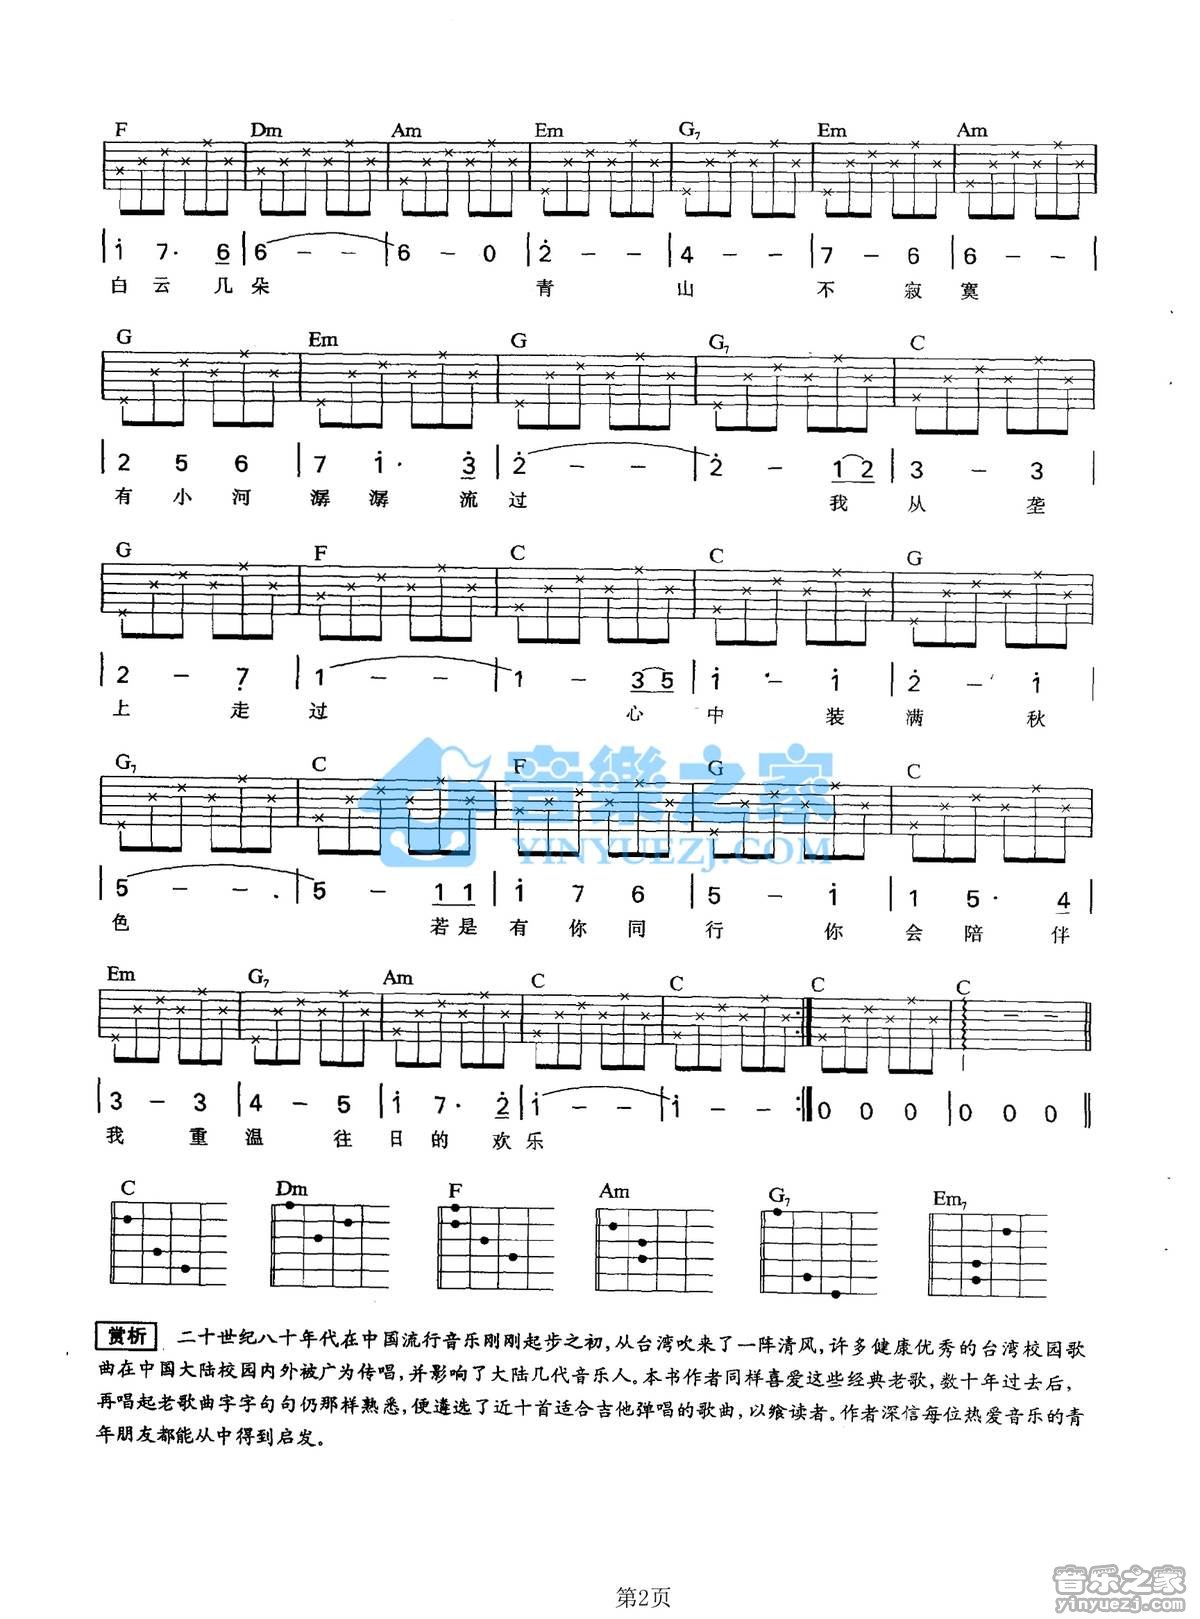 F Dm Am Em G7 Em Am
1 7· 6 | 6 - - | 6 - 0 | 2 - - | 4 - - | 7 - 6 | 6 - - |
白云几朵 青山不寂寞
G Em G G7 C
2 5 6 | 7 1· 3 | 2 - - | 2 - 1 2 | 3 - 3
有小河潺潺流过 我从垄
G F C C G
2 - 7 | 1 - - | 1 - 3 5 | 1 - 1 | 2 - 1
上走过 心中装满秋
G7 C F G C
5 - - | 5 - 1 1 | 1 7 6 | 5 - 1 | 1 5· 4
色 若是有你同行你会陪伴
Em G7 Am C C C C
3 - 3 | 4 - 5 | 1 7· 2 | 1 - - | 1 - - :‖ 0 0 0 | 0 0 0 ‖
我重温往日的欢乐
C Dm F Am G7 Em7
赏析 二十世纪八十年代在中国流行音乐刚刚起步之初,从台湾吹来了一阵清风,许多健康优秀的台湾校园歌
曲在中国大陆校园内外被广为传唱,并影响了大陆几代音乐人。本书作者同样喜爱这些经典老歌,数十年过去后,
再唱起老歌曲字字句句仍那样熟悉,便遴选了近十首适合吉他弹唱的歌曲,以飨读者。作者深信每位热爱音乐的青
年朋友都能从中得到启发。
音樂之家
YINYUEZJ.COM
第2页
音乐之家
yinyuezj.com